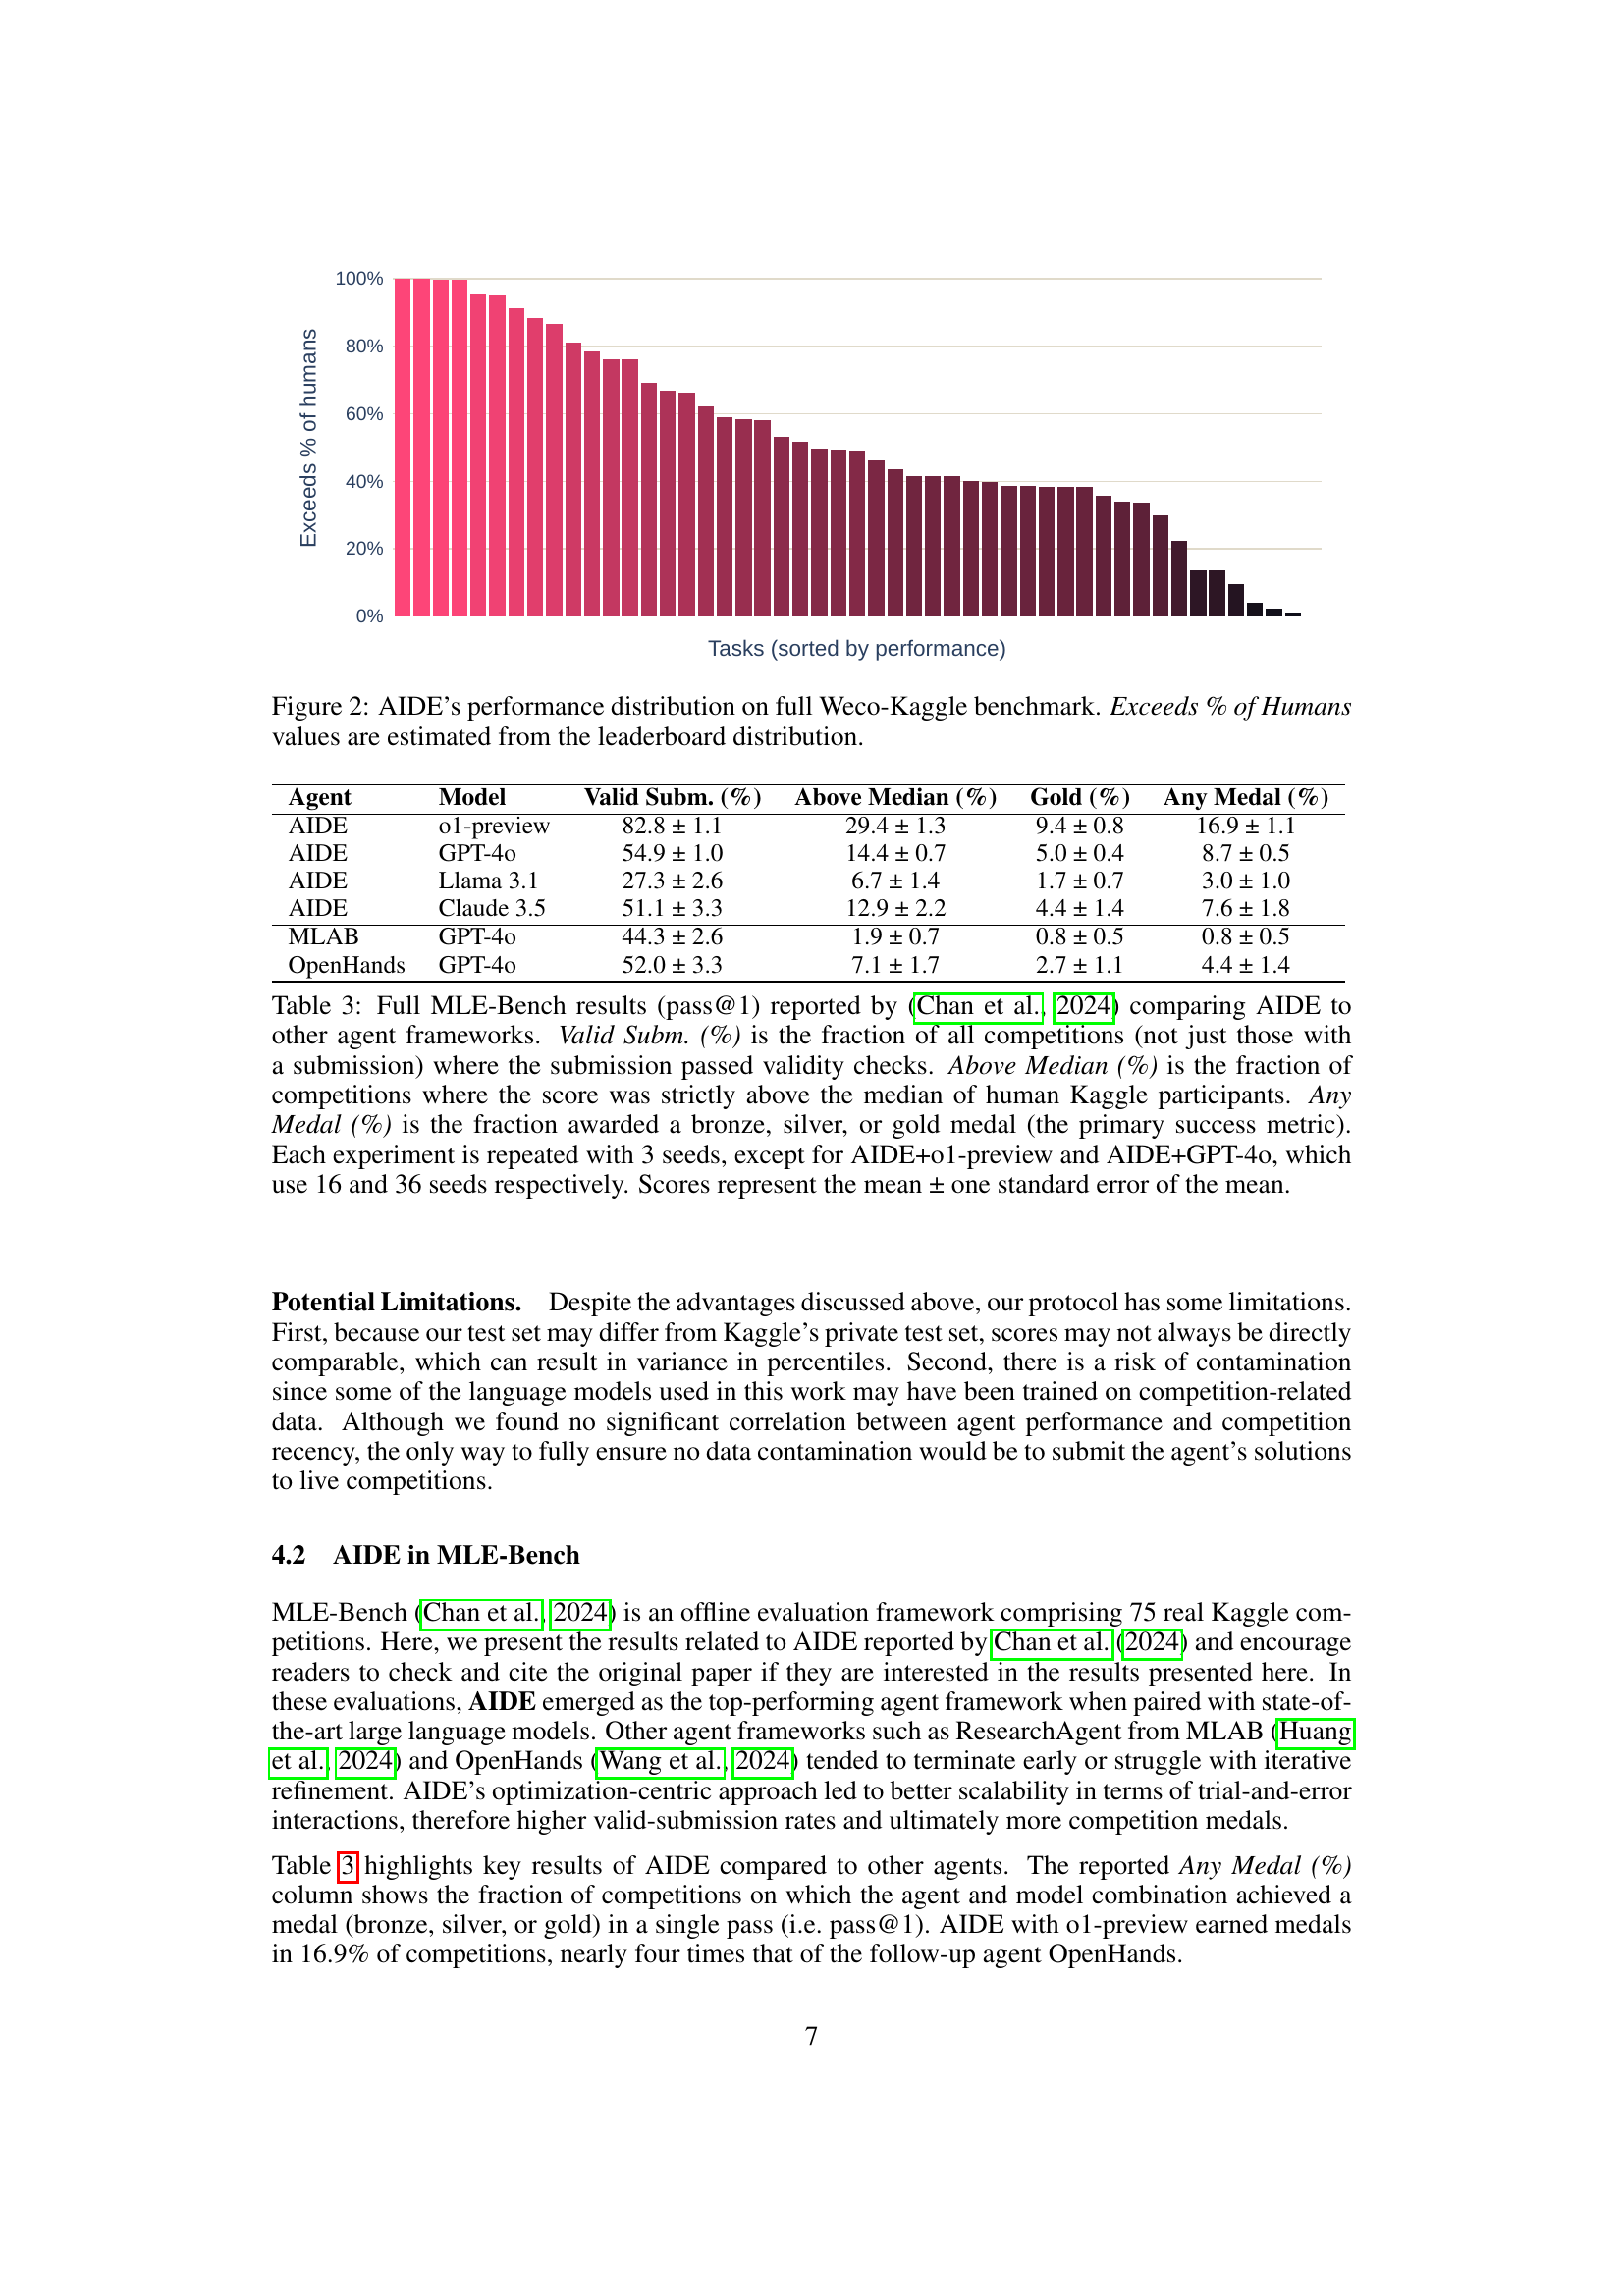 100%
80%
60%
40%
20%
0%
Exceeds % of humans
Tasks (sorted by performance)
Figure 2: AIDE's performance distribution on full Weco-Kaggle benchmark. Exceeds % of Humans
values are estimated from the leaderboard distribution.
Agent Model Valid Subm. (%) Above Median (%) Gold (%) Any Medal (%)
AIDE o1-preview 82.8 ± 1.1 29.4 ± 1.3 9.4 ± 0.8 16.9 ± 1.1
AIDE GPT-4o 54.9 ± 1.0 14.4 ± 0.7 5.0 ± 0.4 8.7 ± 0.5
AIDE Llama 3.1 27.3 ± 2.6 6.7 ± 1.4 1.7 ± 0.7 3.0 ± 1.0
AIDE Claude 3.5 51.1 ± 3.3 12.9 ± 2.2 4.4 ± 1.4 7.6 ± 1.8
MLAB GPT-4o 44.3 ± 2.6 1.9 ± 0.7 0.8 ± 0.5 0.8 ± 0.5
OpenHands GPT-4o 52.0 ± 3.3 7.1 ± 1.7 2.7 ± 1.1 4.4 ± 1.4
Table 3: Full MLE-Bench results (pass@1) reported by (Chan et al., 2024) comparing AIDE to
other agent frameworks. Valid Subm. (%) is the fraction of all competitions (not just those with
a submission) where the submission passed validity checks. Above Median (%) is the fraction of
competitions where the score was strictly above the median of human Kaggle participants. Any
Medal (%) is the fraction awarded a bronze, silver, or gold medal (the primary success metric).
Each experiment is repeated with 3 seeds, except for AIDE+o1-preview and AIDE+GPT-4o, which
use 16 and 36 seeds respectively. Scores represent the mean ± one standard error of the mean.
Potential Limitations. Despite the advantages discussed above, our protocol has some limitations.
First, because our test set may differ from Kaggle's private test set, scores may not always be directly
comparable, which can result in variance in percentiles. Second, there is a risk of contamination
since some of the language models used in this work may have been trained on competition-related
data. Although we found no significant correlation between agent performance and competition
recency, the only way to fully ensure no data contamination would be to submit the agent's solutions
to live competitions.
4.2 AIDE in MLE-Bench
MLE-Bench (Chan et al., 2024) is an offline evaluation framework comprising 75 real Kaggle com-
petitions. Here, we present the results related to AIDE reported by Chan et al. (2024) and encourage
readers to check and cite the original paper if they are interested in the results presented here. In
these evaluations, AIDE emerged as the top-performing agent framework when paired with state-of-
the-art large language models. Other agent frameworks such as ResearchAgent from MLAB (Huang
et al., 2024) and OpenHands (Wang et al., 2024) tended to terminate early or struggle with iterative
refinement. AIDE's optimization-centric approach led to better scalability in terms of trial-and-error
interactions, therefore higher valid-submission rates and ultimately more competition medals.
Table 3 highlights key results of AIDE compared to other agents. The reported Any Medal (%)
column shows the fraction of competitions on which the agent and model combination achieved a
medal (bronze, silver, or gold) in a single pass (i.e. pass@1). AIDE with o1-preview earned medals
in 16.9% of competitions, nearly four times that of the follow-up agent OpenHands.
7